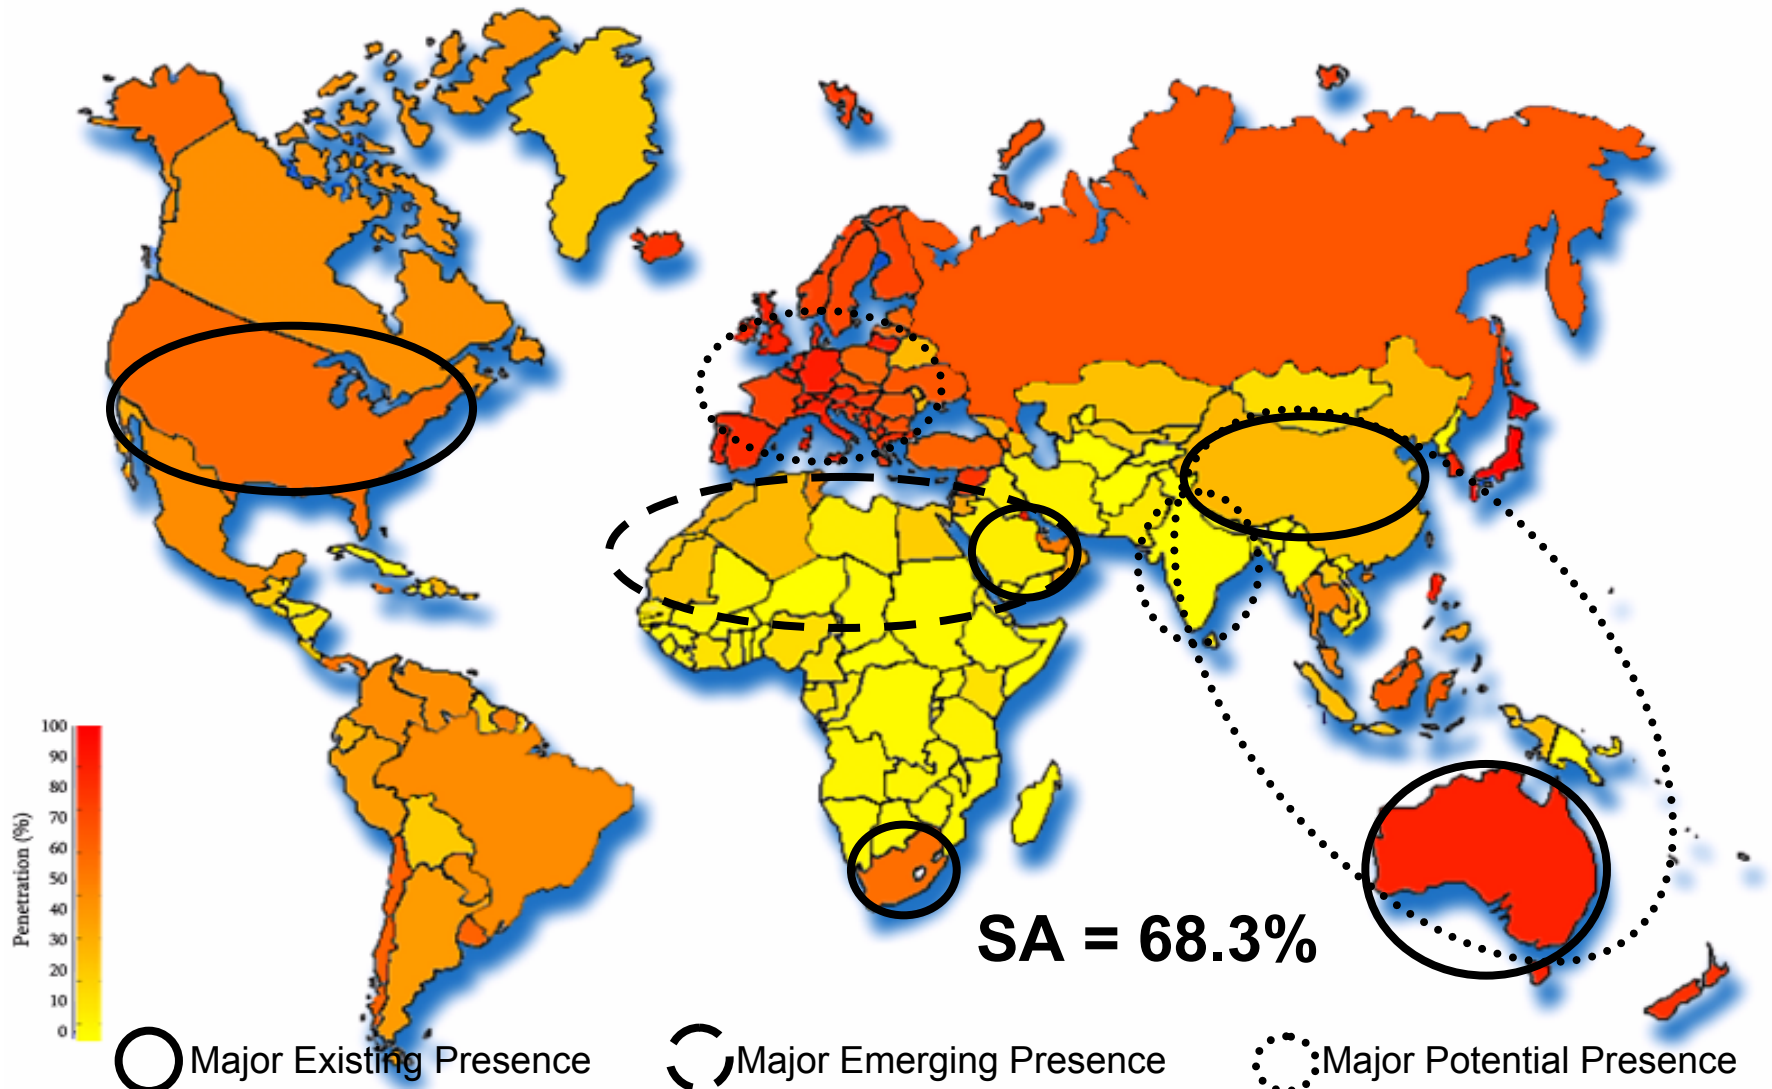 100
90
80
70
60
50
40
30
20
10
0
Penetration (%)
SA = 68.3%
Major Existing Presence
Major Emerging Presence
Major Potential Presence